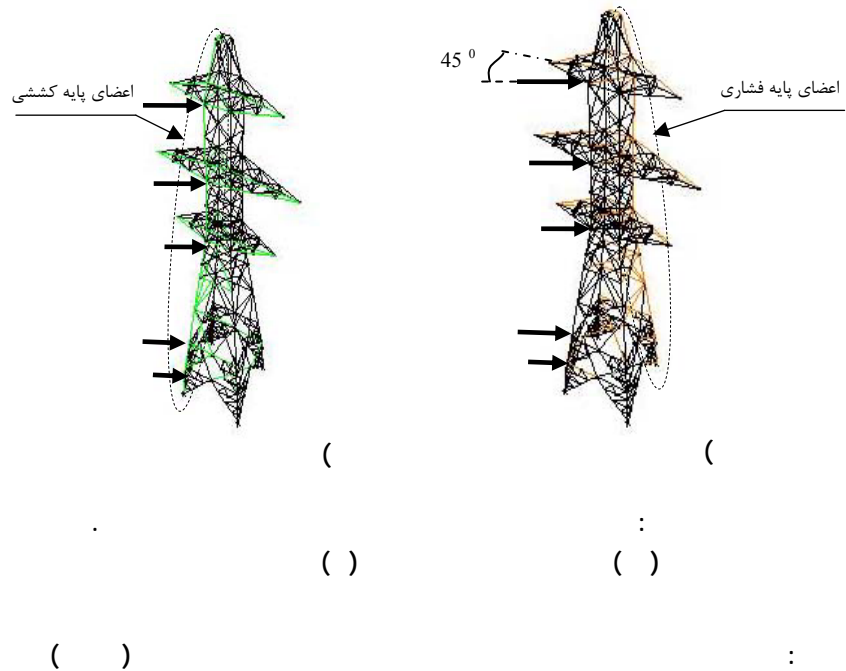 45 0
اعضای پایه فشاری
اعضای پایه کششی
( (
: .
( ) ( )
: ( )